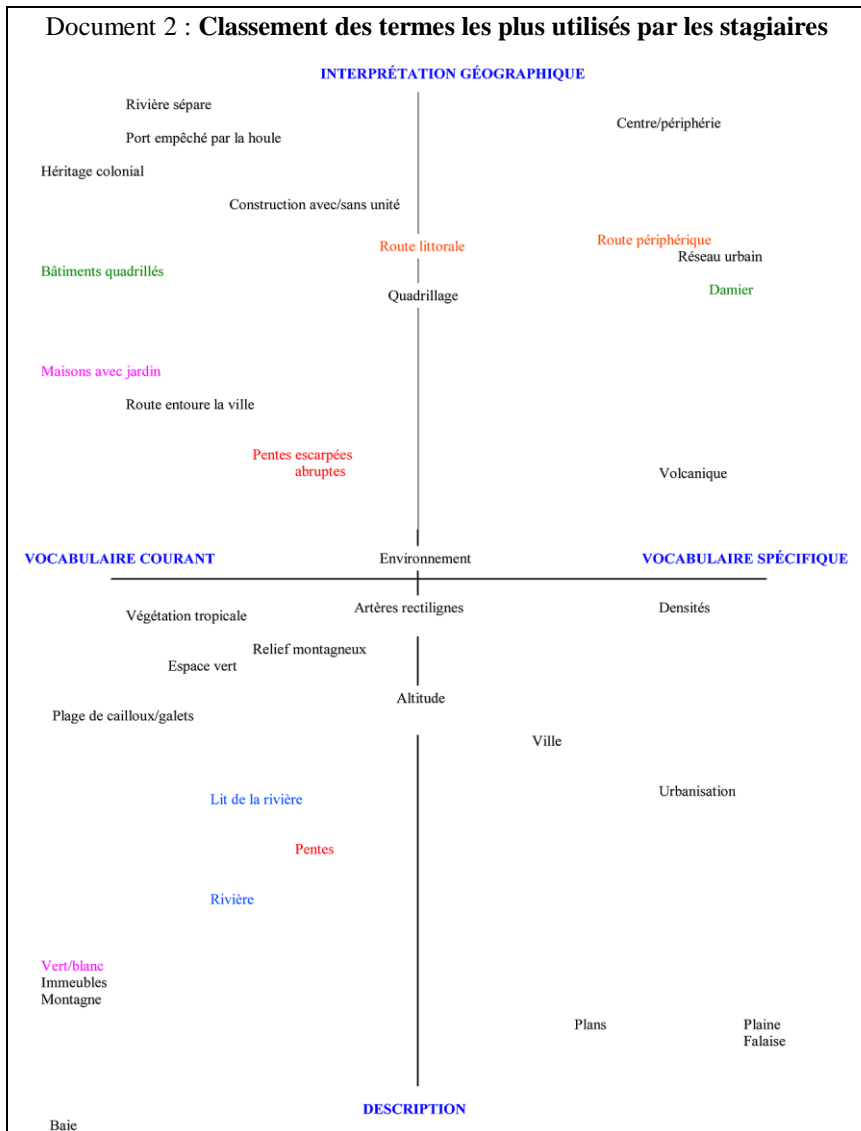 Document 2 : Classement des termes les plus utilisés par les stagiaires
INTERPRÉTATION GÉOGRAPHIQUE
Rivière sépare
Centre/périphérie
Port empêché par la houle
Héritage colonial
Construction avec/sans unité
Route périphérique
Route littorale
Réseau urbain
Bâtiments quadrillés
Damier
Quadrillage
Maisons avec jardin
Route entoure la ville
Pentes escarpées
abruptes
Volcanique
VOCABULAIRE COURANT
Environnement
VOCABULAIRE SPÉCIFIQUE
Artères rectilignes
Densités
Végétation tropicale
Relief montagneux
Espace vert
Altitude
Plage de cailloux/galets
Ville
Urbanisation
Lit de la rivière
Pentes
Rivière
Vert/blanc
Immeubles
Montagne
Plans
Plaine
Falaise
DESCRIPTION
Baie